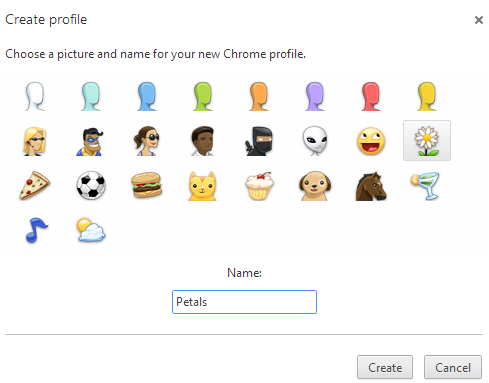 Create profile
Choose a picture and name for your new Chrome profile.
Name:
Petals
Create
Cancel